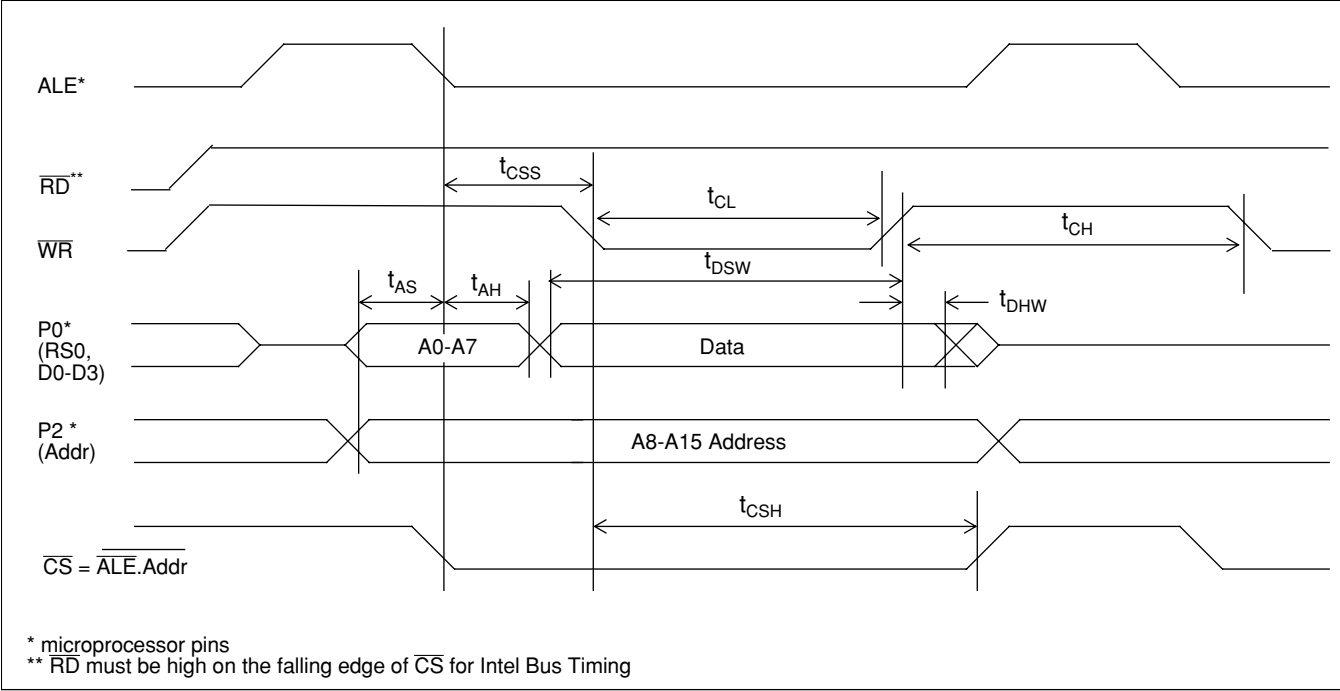 ALE*
RD**
tCSS
tCL
WR
tCH
tDSW
tAS
tAH
tDHW
P0*
(RS0,
D0-D3)
A0-A7
Data
P2 *
(Addr)
A8-A15 Address
tCSH
CS = ALE.Addr
* microprocessor pins
** RD must be high on the falling edge of CS for Intel Bus Timing